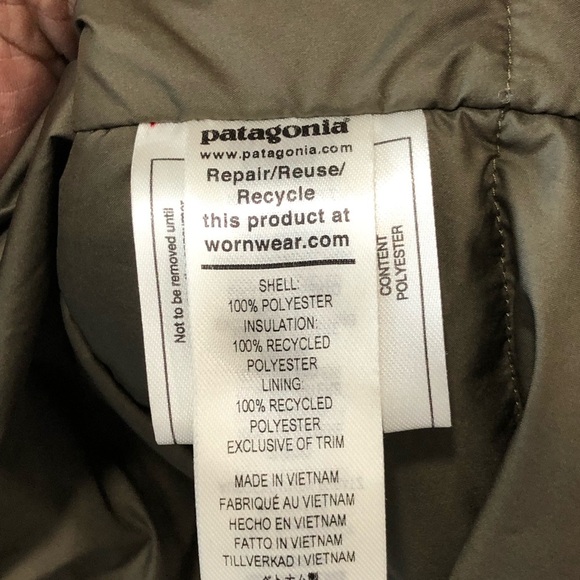 patagonia®
www.patagonia.com
Repair/Reuse/
Recycle
this product at
wornwear.com
SHELL:
100% POLYESTER
INSULATION:
100% RECYCLED
POLYESTER
LINING:
100% RECYCLED
POLYESTER
EXCLUSIVE OF TRIM
MADE IN VIETNAM
FABRIQUÉ AU VIETNAM
HECHO EN VIETNAM
FATTO IN VIETNAM
TILLVERKAD I VIETNAM
Not to be removed until
CONTENT
POLYESTER